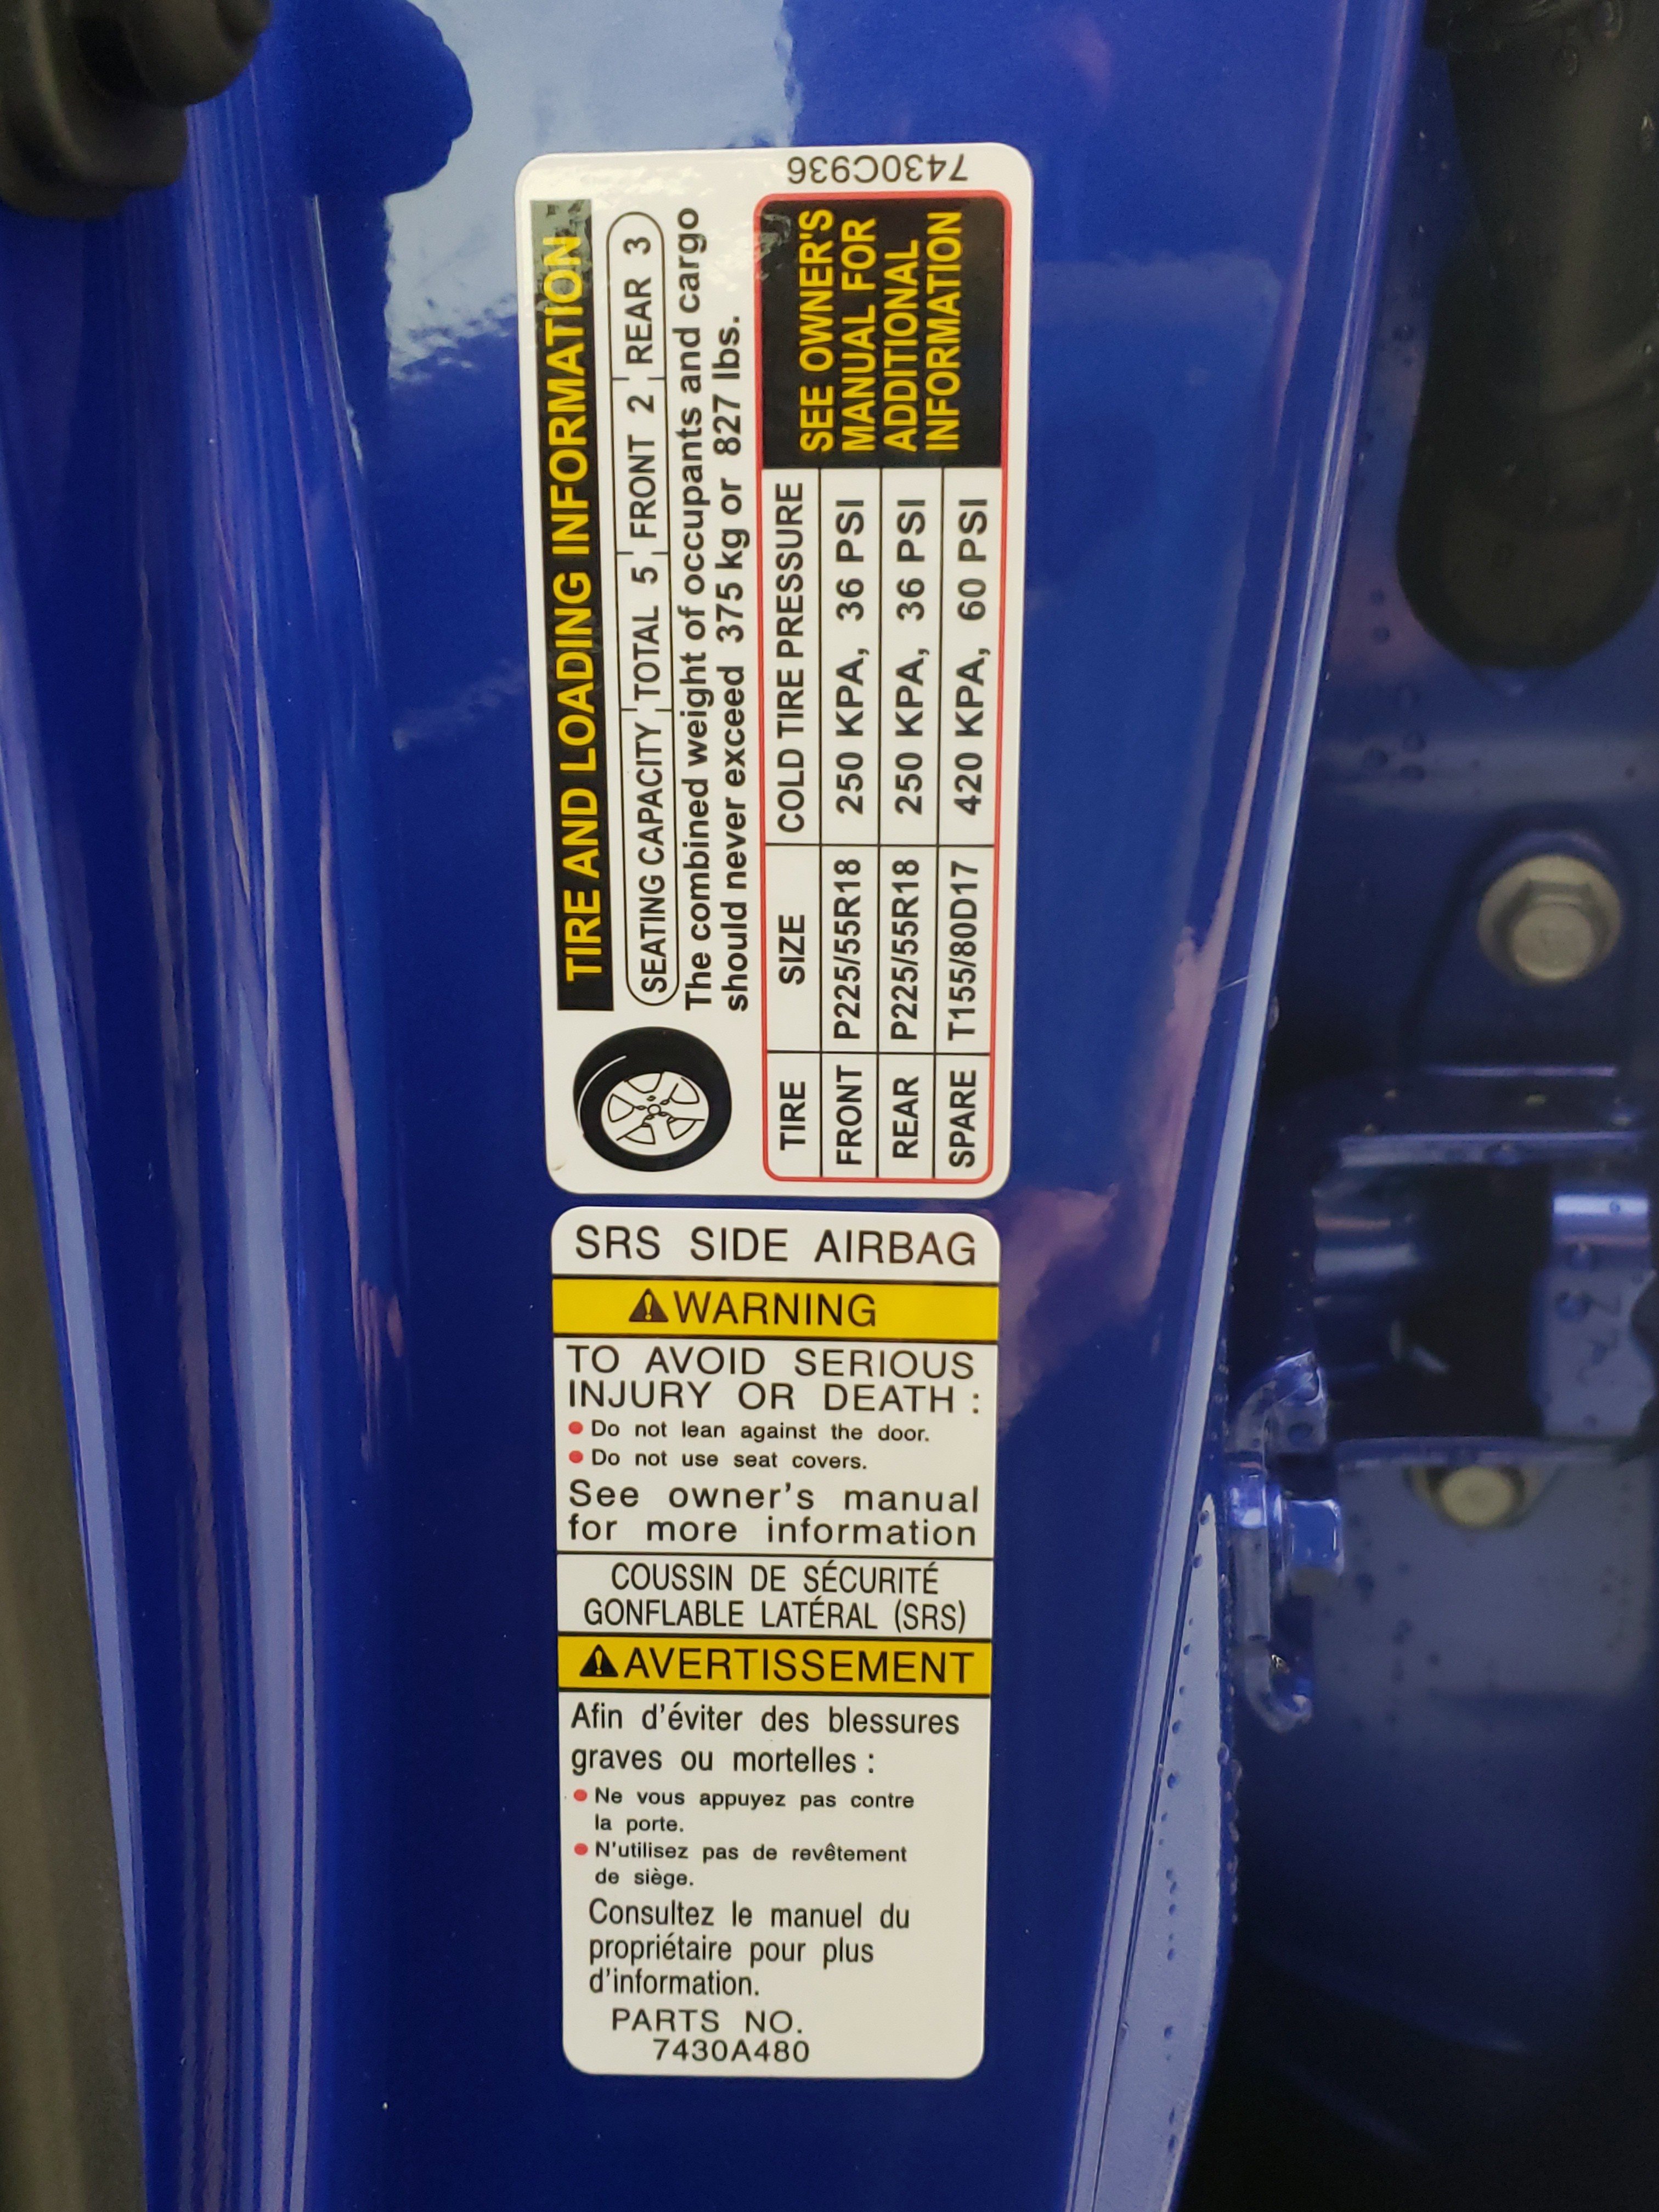 7430C936
TIRE AND LOADING INFORMATION
SEATING CAPACITY TOTAL 5 FRONT 2 REAR 3
The combined weight of occupants and cargo
should never exceed 375 kg or 827 lbs.
TIRE SIZE COLD TIRE PRESSURE
FRONT P225/55R18 250 KPA, 36 PSI
REAR P225/55R18 250 KPA, 36 PSI
SPARE T155/80D17 420 KPA, 60 PSI
SEE OWNER'S
MANUAL FOR
ADDITIONAL
INFORMATION
SRS SIDE AIRBAG
WARNING
TO AVOID SERIOUS
INJURY OR DEATH :
● Do not lean against the door.
● Do not use seat covers.
See owner's manual
for more information
COUSSIN DE SÉCURITÉ
GONFLABLE LATÉRAL (SRS)
AVERTISSEMENT
Afin d'éviter des blessures
graves ou mortelles :
● Ne vous appuyez pas contre
la porte.
● N'utilisez pas de revêtement
de siège.
Consultez le manuel du
propriétaire pour plus
d'information.
PARTS NO.
7430A480